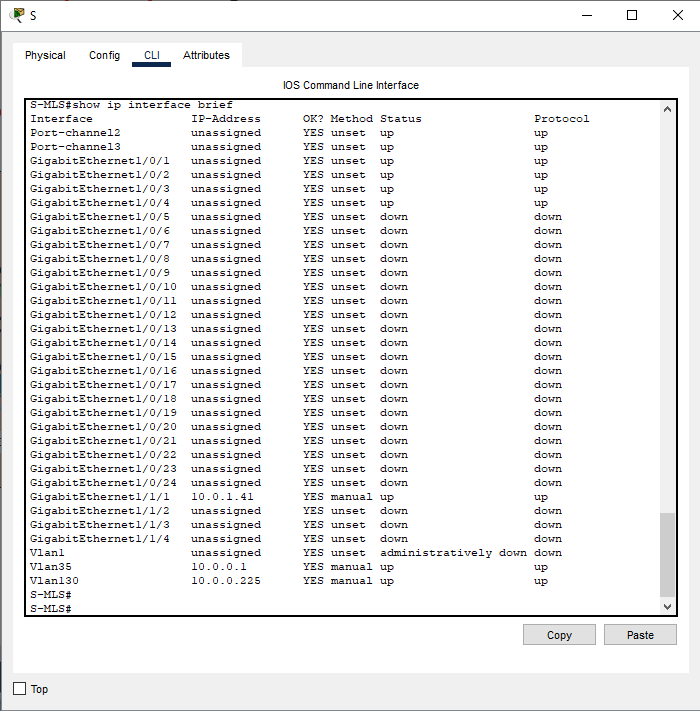 S
Physical Config CLI Attributes
IOS Command Line Interface
S-MLS#show ip interface brief
Interface IP-Address OK? Method Status Protocol
Port-channel2 unassigned YES unset up up
Port-channel3 unassigned YES unset up up
GigabitEthernet1/0/1 unassigned YES unset up up
GigabitEthernet1/0/2 unassigned YES unset up up
GigabitEthernet1/0/3 unassigned YES unset up up
GigabitEthernet1/0/4 unassigned YES unset up up
GigabitEthernet1/0/5 unassigned YES unset down down
GigabitEthernet1/0/6 unassigned YES unset down down
GigabitEthernet1/0/7 unassigned YES unset down down
GigabitEthernet1/0/8 unassigned YES unset down down
GigabitEthernet1/0/9 unassigned YES unset down down
GigabitEthernet1/0/10 unassigned YES unset down down
GigabitEthernet1/0/11 unassigned YES unset down down
GigabitEthernet1/0/12 unassigned YES unset down down
GigabitEthernet1/0/13 unassigned YES unset down down
GigabitEthernet1/0/14 unassigned YES unset down down
GigabitEthernet1/0/15 unassigned YES unset down down
GigabitEthernet1/0/16 unassigned YES unset down down
GigabitEthernet1/0/17 unassigned YES unset down down
GigabitEthernet1/0/18 unassigned YES unset down down
GigabitEthernet1/0/19 unassigned YES unset down down
GigabitEthernet1/0/20 unassigned YES unset down down
GigabitEthernet1/0/21 unassigned YES unset down down
GigabitEthernet1/0/22 unassigned YES unset down down
GigabitEthernet1/0/23 unassigned YES unset down down
GigabitEthernet1/0/24 unassigned YES unset down down
GigabitEthernet1/1/1 10.0.1.41 YES manual up up
GigabitEthernet1/1/2 unassigned YES unset down down
GigabitEthernet1/1/3 unassigned YES unset down down
GigabitEthernet1/1/4 unassigned YES unset down down
Vlan1 unassigned YES unset administratively down down
Vlan35 10.0.0.1 YES manual up up
Vlan130 10.0.0.225 YES manual up up
S-MLS#
S-MLS#
Copy Paste
Top